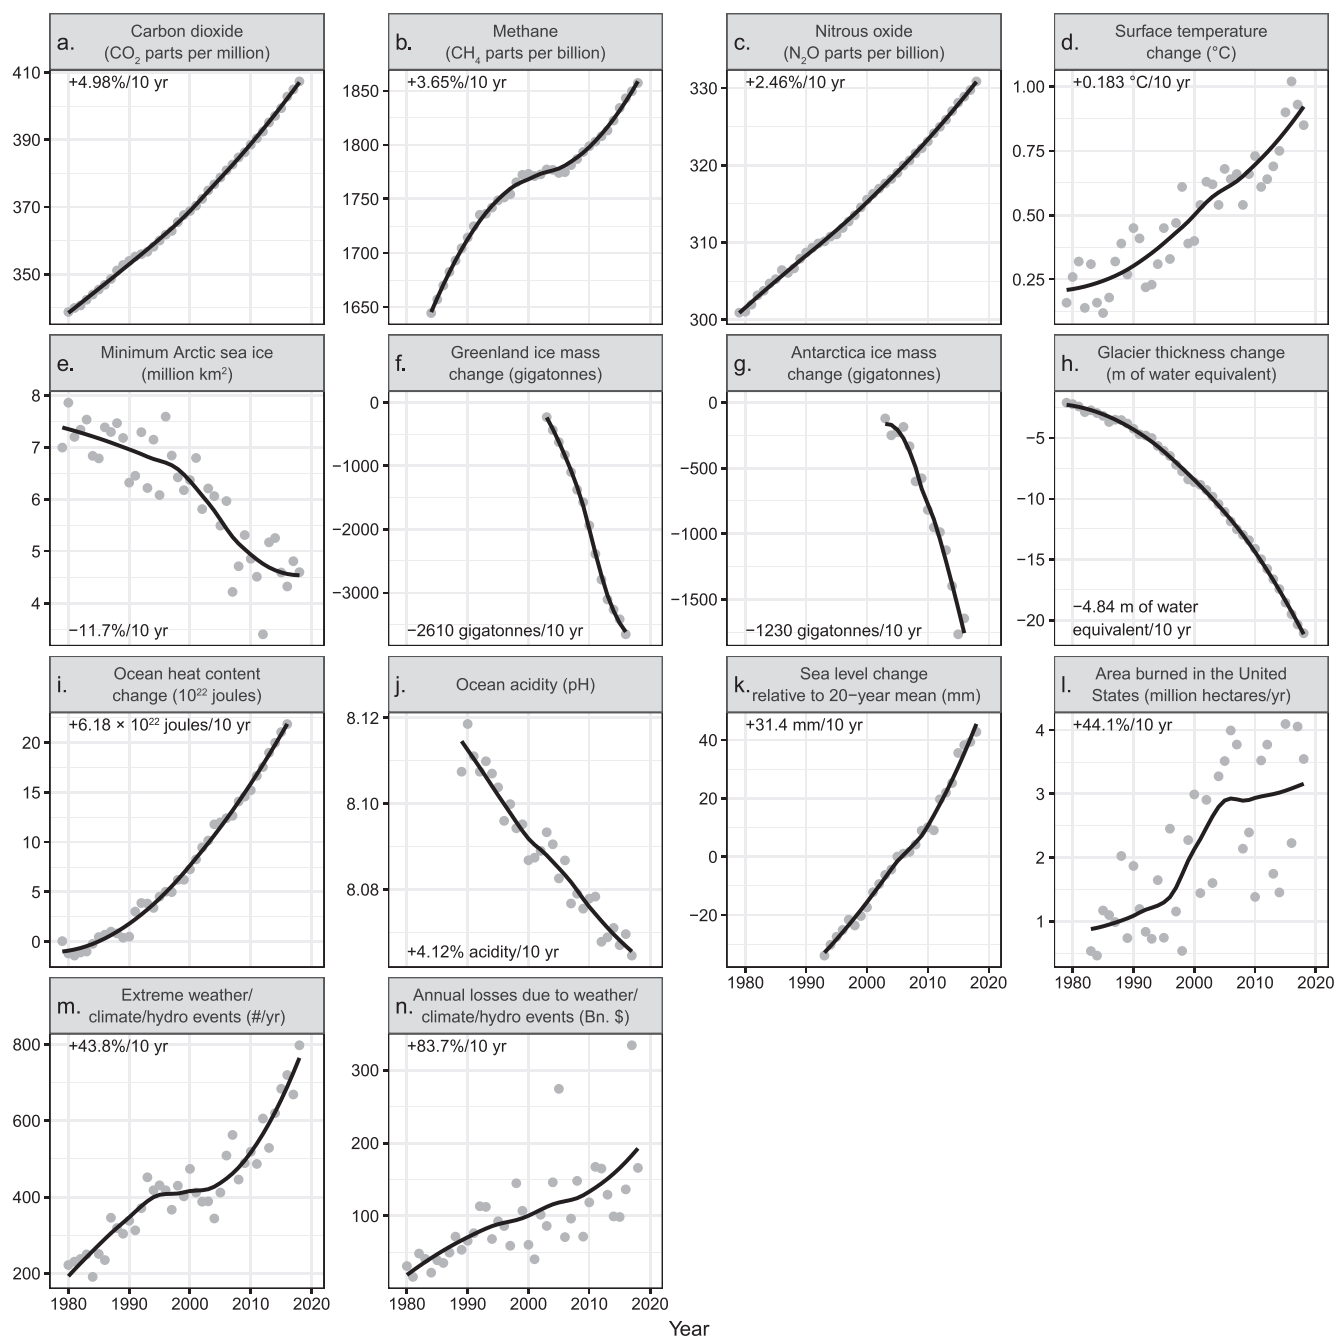 a. Carbon dioxide
(CO₂ parts per million)
+4.98%/10 yr
410
390
370
350
b. Methane
(CH₄ parts per billion)
+3.65%/10 yr
1850
1800
1750
1700
1650
c. Nitrous oxide
(N₂O parts per billion)
+2.46%/10 yr
330
320
310
300
d. Surface temperature
change (°C)
+0.183 °C/10 yr
1.00
0.75
0.50
0.25
e. Minimum Arctic sea ice
(million km²)
8
7
6
5
4
−11.7%/10 yr
f. Greenland ice mass
change (gigatonnes)
0
−1000
−2000
−3000
−2610 gigatonnes/10 yr
g. Antarctica ice mass
change (gigatonnes)
0
−500
−1000
−1500
−1230 gigatonnes/10 yr
h. Glacier thickness change
(m of water equivalent)
−5
−10
−15
−20
−4.84 m of water
equivalent/10 yr
i. Ocean heat content
change (10²² joules)
+6.18 × 10²² joules/10 yr
20
15
10
5
0
j. Ocean acidity (pH)
8.12
8.10
8.08
+4.12% acidity/10 yr
k. Sea level change
relative to 20−year mean (mm)
+31.4 mm/10 yr
40
20
0
−20
1980 1990 2000 2010 2020
l. Area burned in the United
States (million hectares/yr)
+44.1%/10 yr
4
3
2
1
1980 1990 2000 2010 2020
m. Extreme weather/
climate/hydro events (#/yr)
+43.8%/10 yr
800
600
400
200
1980 1990 2000 2010 2020
n. Annual losses due to weather/
climate/hydro events (Bn. $)
+83.7%/10 yr
300
200
100
1980 1990 2000 2010 2020
Year